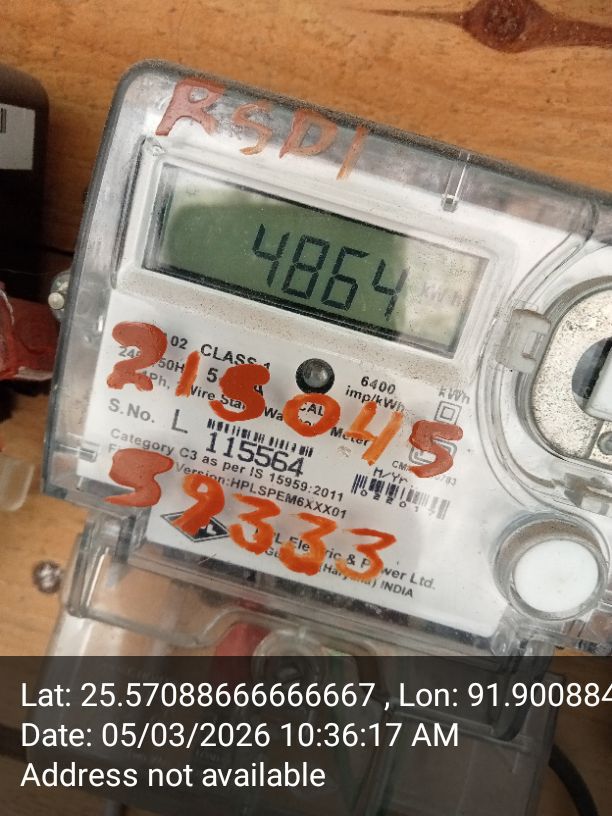 RSDI
4864 kWh
02 CLASS 1
6400
imp/kWh
kWh
215045
S.No. L 115564
Category C3 as per IS 15959:2011
Version:HPLSPEM6XXX01
M/Yr
59333
& Power Ltd.
INDIA
Lat: 25.57088666666667 , Lon: 91.900884
Date: 05/03/2026 10:36:17 AM
Address not available